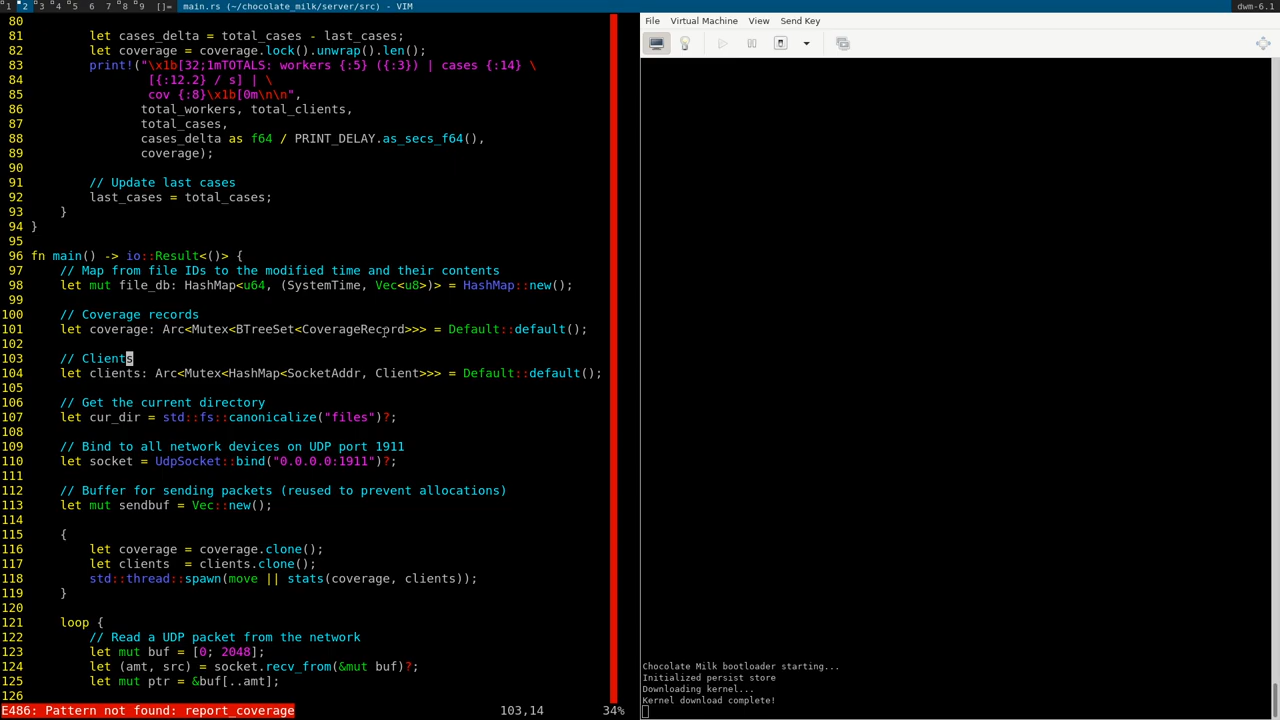 1 2 3 4 5 6 7 8 9 []= main.rs (~/chocolate_milk/server/src) - VIM dwm-6.1
80
81         let cases_delta = total_cases - last_cases;
82         let coverage = coverage.lock().unwrap().len();
83         print!("\x1b[32;1mTOTALS: workers {:5} ({:3}) | cases {:14} \
84                 [{:12.2} / s] | \
85                 cov {:8}\x1b[0m\n\n",
86                total_workers, total_clients,
87                total_cases,
88                cases_delta as f64 / PRINT_DELAY.as_secs_f64(),
89                coverage);
90
91         // Update last cases
92         last_cases = total_cases;
93     }
94 }
95
96 fn main() -> io::Result<()> {
97     // Map from file IDs to the modified time and their contents
98     let mut file_db: HashMap<u64, (SystemTime, Vec<u8>)> = HashMap::new();
99
100     // Coverage records
101     let coverage: Arc<Mutex<BTreeSet<CoverageRecord>>> = Default::default();
102
103     // Clients
104     let clients: Arc<Mutex<HashMap<SocketAddr, Client>>> = Default::default();
105
106     // Get the current directory
107     let cur_dir = std::fs::canonicalize("files")?;
108
109     // Bind to all network devices on UDP port 1911
110     let socket = UdpSocket::bind("0.0.0.0:1911")?;
111
112     // Buffer for sending packets (reused to prevent allocations)
113     let mut sendbuf = Vec::new();
114
115     {
116         let coverage = coverage.clone();
117         let clients  = clients.clone();
118         std::thread::spawn(move || stats(coverage, clients));
119     }
120
121     loop {
122         // Read a UDP packet from the network
123         let mut buf = [0; 2048];
124         let (amt, src) = socket.recv_from(&mut buf)?;
125         let mut ptr = &buf[..amt];
126
E486: Pattern not found: report_coverage 103,14 34%
File Virtual Machine View Send Key
Chocolate Milk bootloader starting...
Initialized persist store
Downloading kernel...
Kernel download complete!